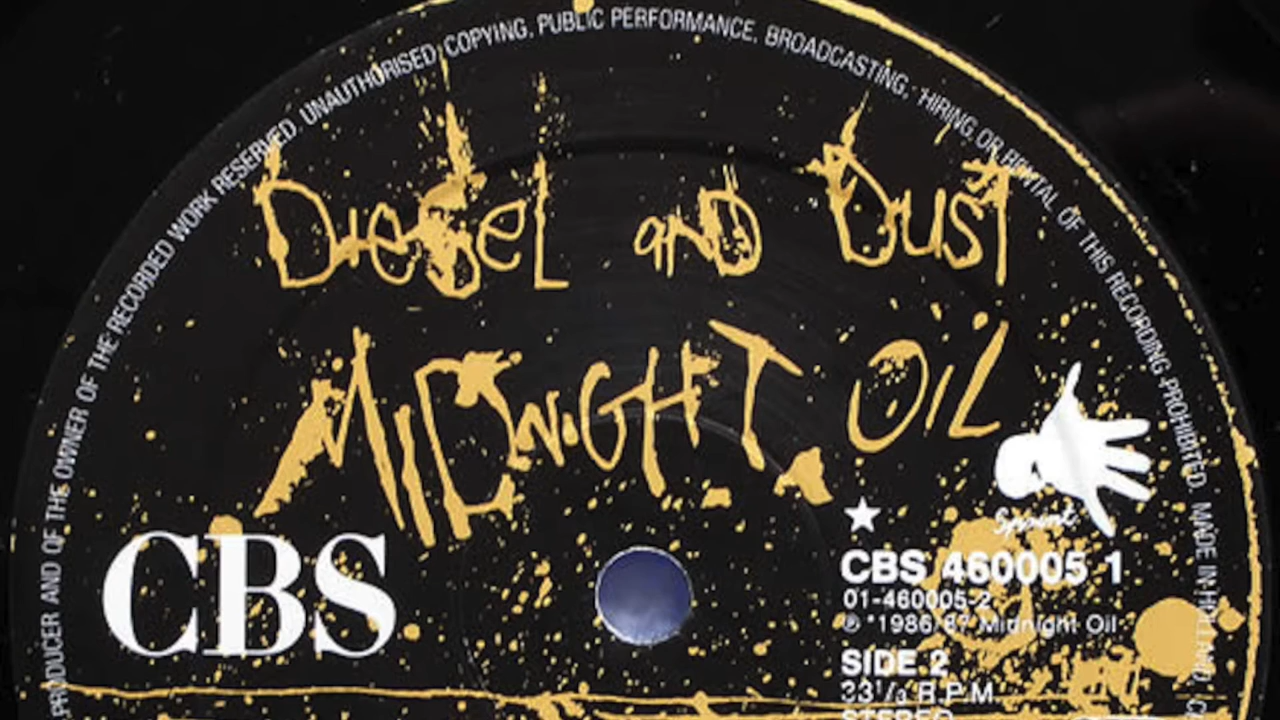 PRODUCER AND OF THE OWNER OF THE RECORDED WORK RESERVED. UNAUTHORISED COPYING, PUBLIC PERFORMANCE, BROADCASTING, HIRING OR RENTAL OF THIS RECORDING PROHIBITED. MADE IN HOLLAND
Diesel and Dust
MIDNIGHT OIL
Sprint
CBS
CBS 460005 1
01-460005-2
℗ 1986/87 Midnight Oil
SIDE 2
33⅓ R.P.M.
STEREO